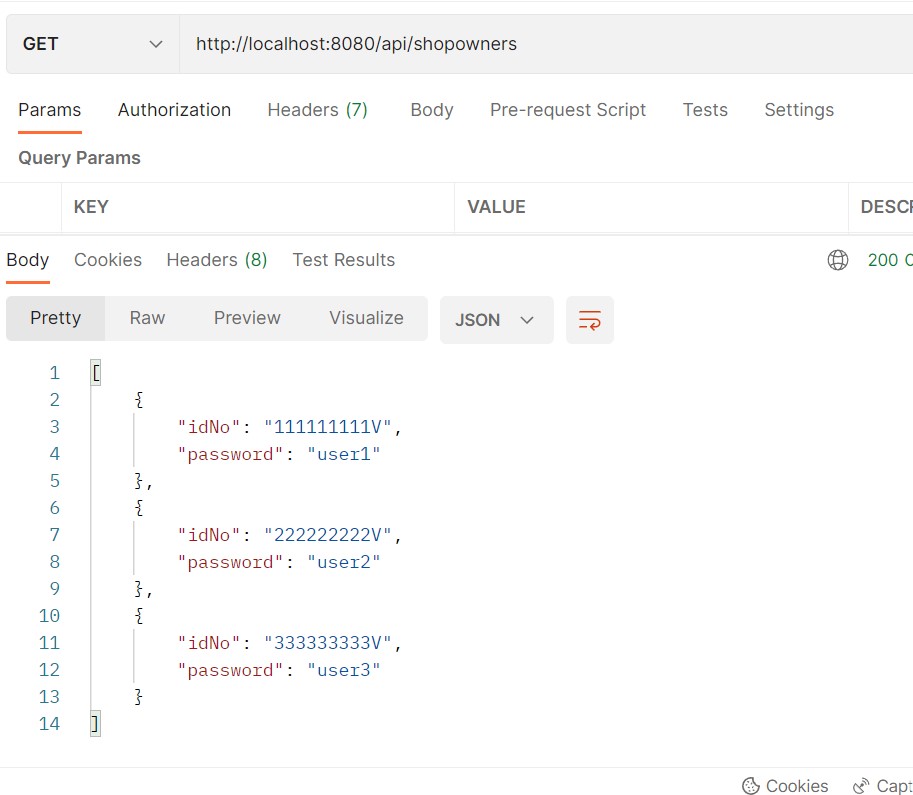 GET http://localhost:8080/api/shopowners
Params Authorization Headers (7) Body Pre-request Script Tests Settings
Query Params
KEY VALUE
Body Cookies Headers (8) Test Results 200
Pretty Raw Preview Visualize JSON
1 [
2 {
3 "idNo": "111111111V",
4 "password": "user1"
5 },
6 {
7 "idNo": "222222222V",
8 "password": "user2"
9 },
10 {
11 "idNo": "333333333V",
12 "password": "user3"
13 }
14 ]
Cookies